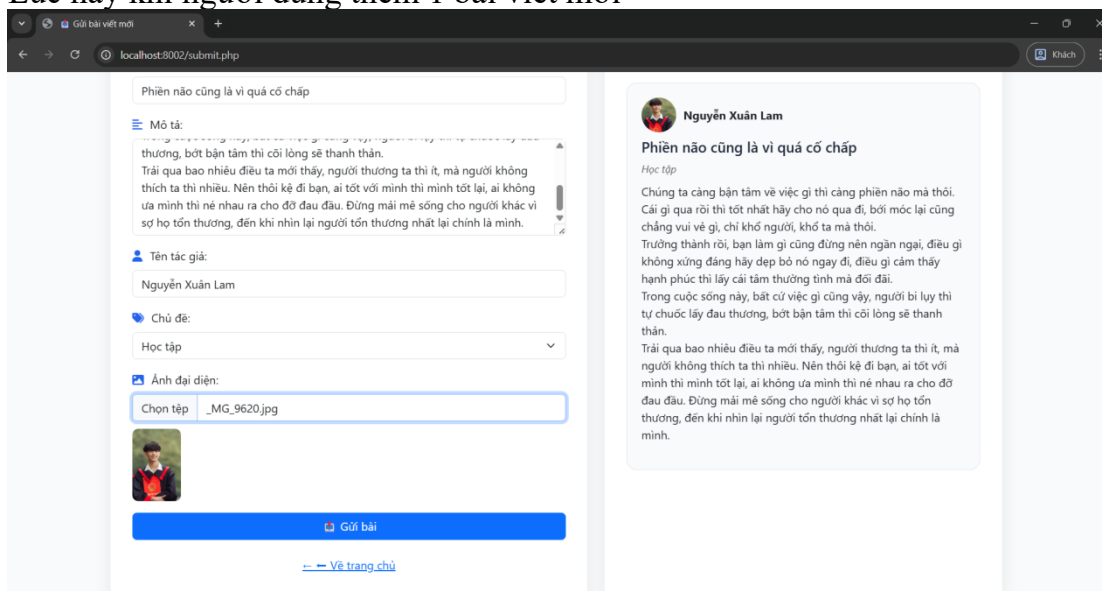 Lúc này khi người dùng thêm 1 bài viết mới
Gửi bài viết mới
localhost:8002/submit.php
Khách
Phiền não cũng là vì quá cố chấp
Mô tả:
thương, bớt bận tâm thì cõi lòng sẽ thanh thản.
Trải qua bao nhiêu điều ta mới thấy, người thương ta thì ít, mà người không
thích ta thì nhiều. Nên thôi kệ đi bạn, ai tốt với mình thì mình tốt lại, ai không
ưa mình thì né nhau ra cho đỡ đau đầu. Đừng mải mê sống cho người khác vì
sợ họ tổn thương, đến khi nhìn lại người tổn thương nhất lại chính là mình.
Tên tác giả:
Nguyễn Xuân Lam
Chủ đề:
Học tập
Ảnh đại diện:
Chọn tệp _MG_9620.jpg
Gửi bài
← Về trang chủ
Nguyễn Xuân Lam
Phiền não cũng là vì quá cố chấp
Học tập
Chúng ta càng bận tâm về việc gì thì càng phiền não mà thôi.
Cái gì qua rồi thì tốt nhất hãy cho nó qua đi, bới móc lại cũng
chẳng vui vẻ gì, chỉ khổ người, khổ ta mà thôi.
Trưởng thành rồi, bạn làm gì cũng đừng nên ngần ngại, điều gì
không xứng đáng hãy dẹp bỏ nó ngay đi, điều gì cảm thấy
hạnh phúc thì lấy cái tâm thường tình mà đối đãi.
Trong cuộc sống này, bất cứ việc gì cũng vậy, người bi lụy thì
tự chuốc lấy đau thương, bớt bận tâm thì cõi lòng sẽ thanh
thản.
Trải qua bao nhiêu điều ta mới thấy, người thương ta thì ít, mà
người không thích ta thì nhiều. Nên thôi kệ đi bạn, ai tốt với
mình thì mình tốt lại, ai không ưa mình thì né nhau ra cho đỡ
đau đầu. Đừng mải mê sống cho người khác vì sợ họ tổn
thương, đến khi nhìn lại người tổn thương nhất lại chính là
mình.